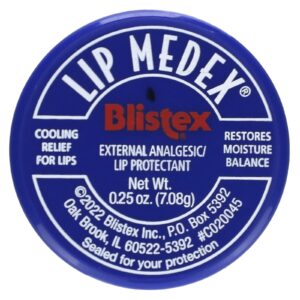 LIP MEDEX®
Blistex
COOLING
RELIEF
FOR LIPS
RESTORES
MOISTURE
BALANCE
EXTERNAL ANALGESIC/
LIP PROTECTANT
Net Wt.
0.25 oz. (7.08g)
©2022 Blistex Inc., P.O. Box 5392
Oak Brook, IL 60522-5392 #C020045
Sealed for your protection